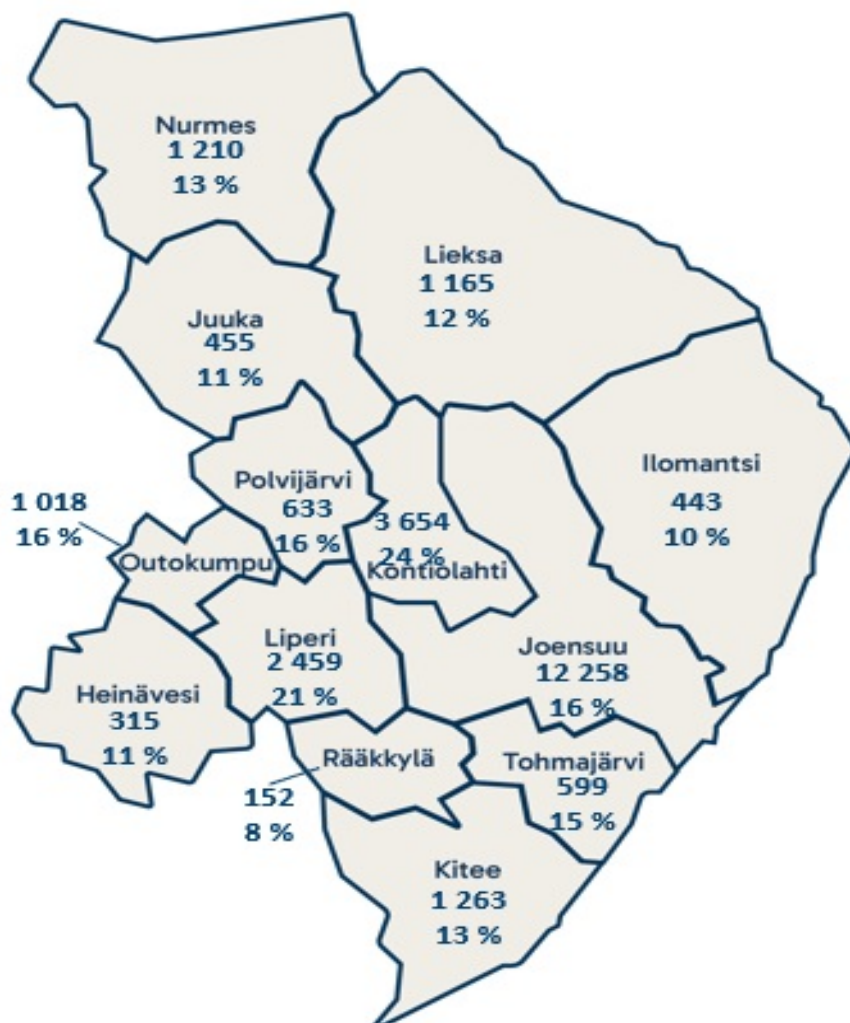 Nurmes
1 210
13 %
Lieksa
1 165
12 %
Juuka
455
11 %
Ilomantsi
443
10 %
Polvijärvi
633
16 %
1 018
16 %
Outokumpu
3 654
24 %
Kontiolahti
Liperi
2 459
21 %
Joensuu
12 258
16 %
Heinävesi
315
11 %
Rääkkylä
152
8 %
Tohmajärvi
599
15 %
Kitee
1 263
13 %